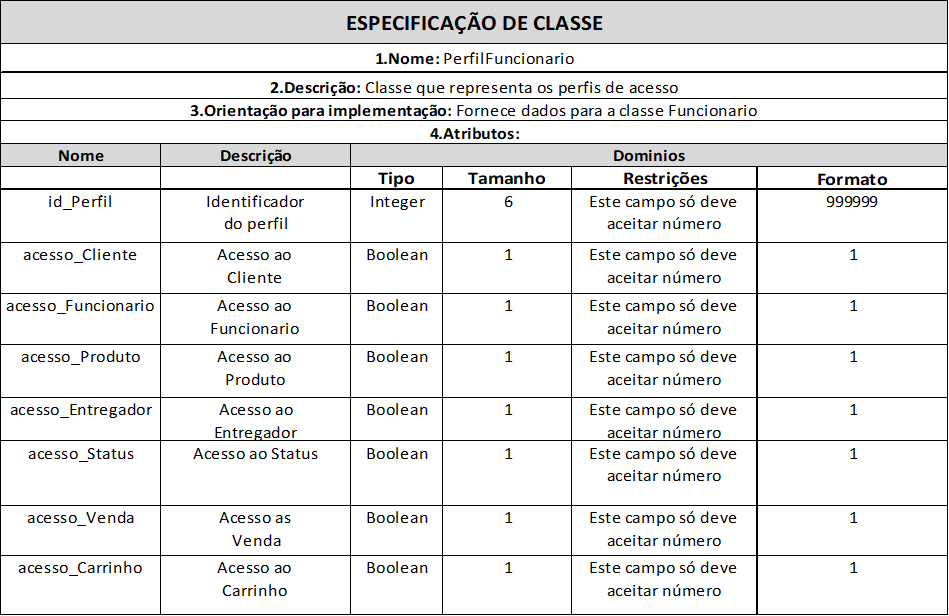 ESPECIFICAÇÃO DE CLASSE
1.Nome: PerfilFuncionario
2.Descrição: Classe que representa os perfis de acesso
3.Orientação para implementação: Fornece dados para a classe Funcionario
4.Atributos:
Nome Descrição Dominios
Tipo Tamanho Restrições Formato
id_Perfil Identificador Integer 6 Este campo só deve 999999
do perfil aceitar número
acesso_Cliente Acesso ao Boolean 1 Este campo só deve 1
Cliente aceitar número
acesso_Funcionario Acesso ao Boolean 1 Este campo só deve 1
Funcionario aceitar número
acesso_Produto Acesso ao Boolean 1 Este campo só deve 1
Produto aceitar número
acesso_Entregador Acesso ao Boolean 1 Este campo só deve 1
Entregador aceitar número
acesso_Status Acesso ao Status Boolean 1 Este campo só deve 1
aceitar número
acesso_Venda Acesso as Boolean 1 Este campo só deve 1
Venda aceitar número
acesso_Carrinho Acesso ao Boolean 1 Este campo só deve 1
Carrinho aceitar número